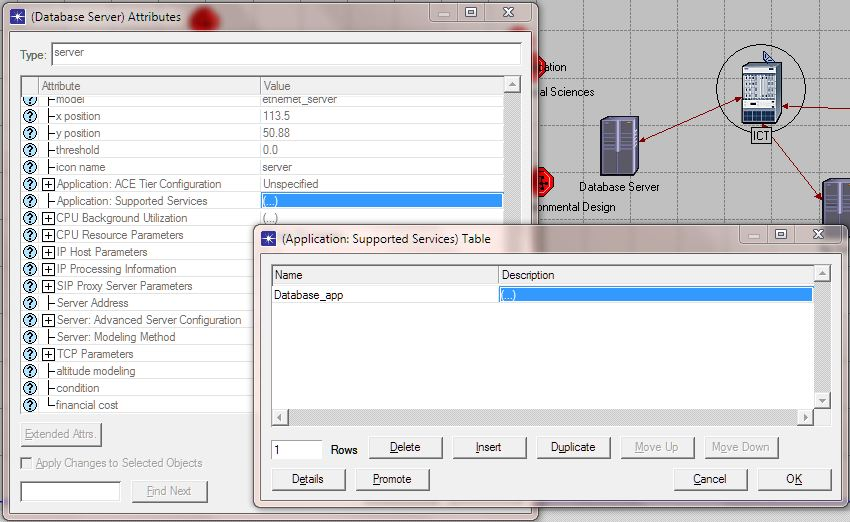 (Database Server) Attributes
Type: server
Attribute Value
model ethernet_server
x position 113.5
y position 50.88
threshold 0.0
icon name server
Application: ACE Tier Configuration Unspecified
Application: Supported Services (...)
CPU Background Utilization (...)
CPU Resource Parameters
IP Host Parameters
IP Processing Information
SIP Proxy Server Parameters
Server Address
Server: Advanced Server Configuration
Server: Modeling Method
TCP Parameters
altitude modeling
condition
financial cost
Extended Attrs.
Apply Changes to Selected Objects
Find Next
al Sciences
ICT
Database Server
onmental Design
(Application: Supported Services) Table
Name Description
Database_app (...)
1 Rows Delete Insert Duplicate Move Up Move Down
Details Promote Cancel OK